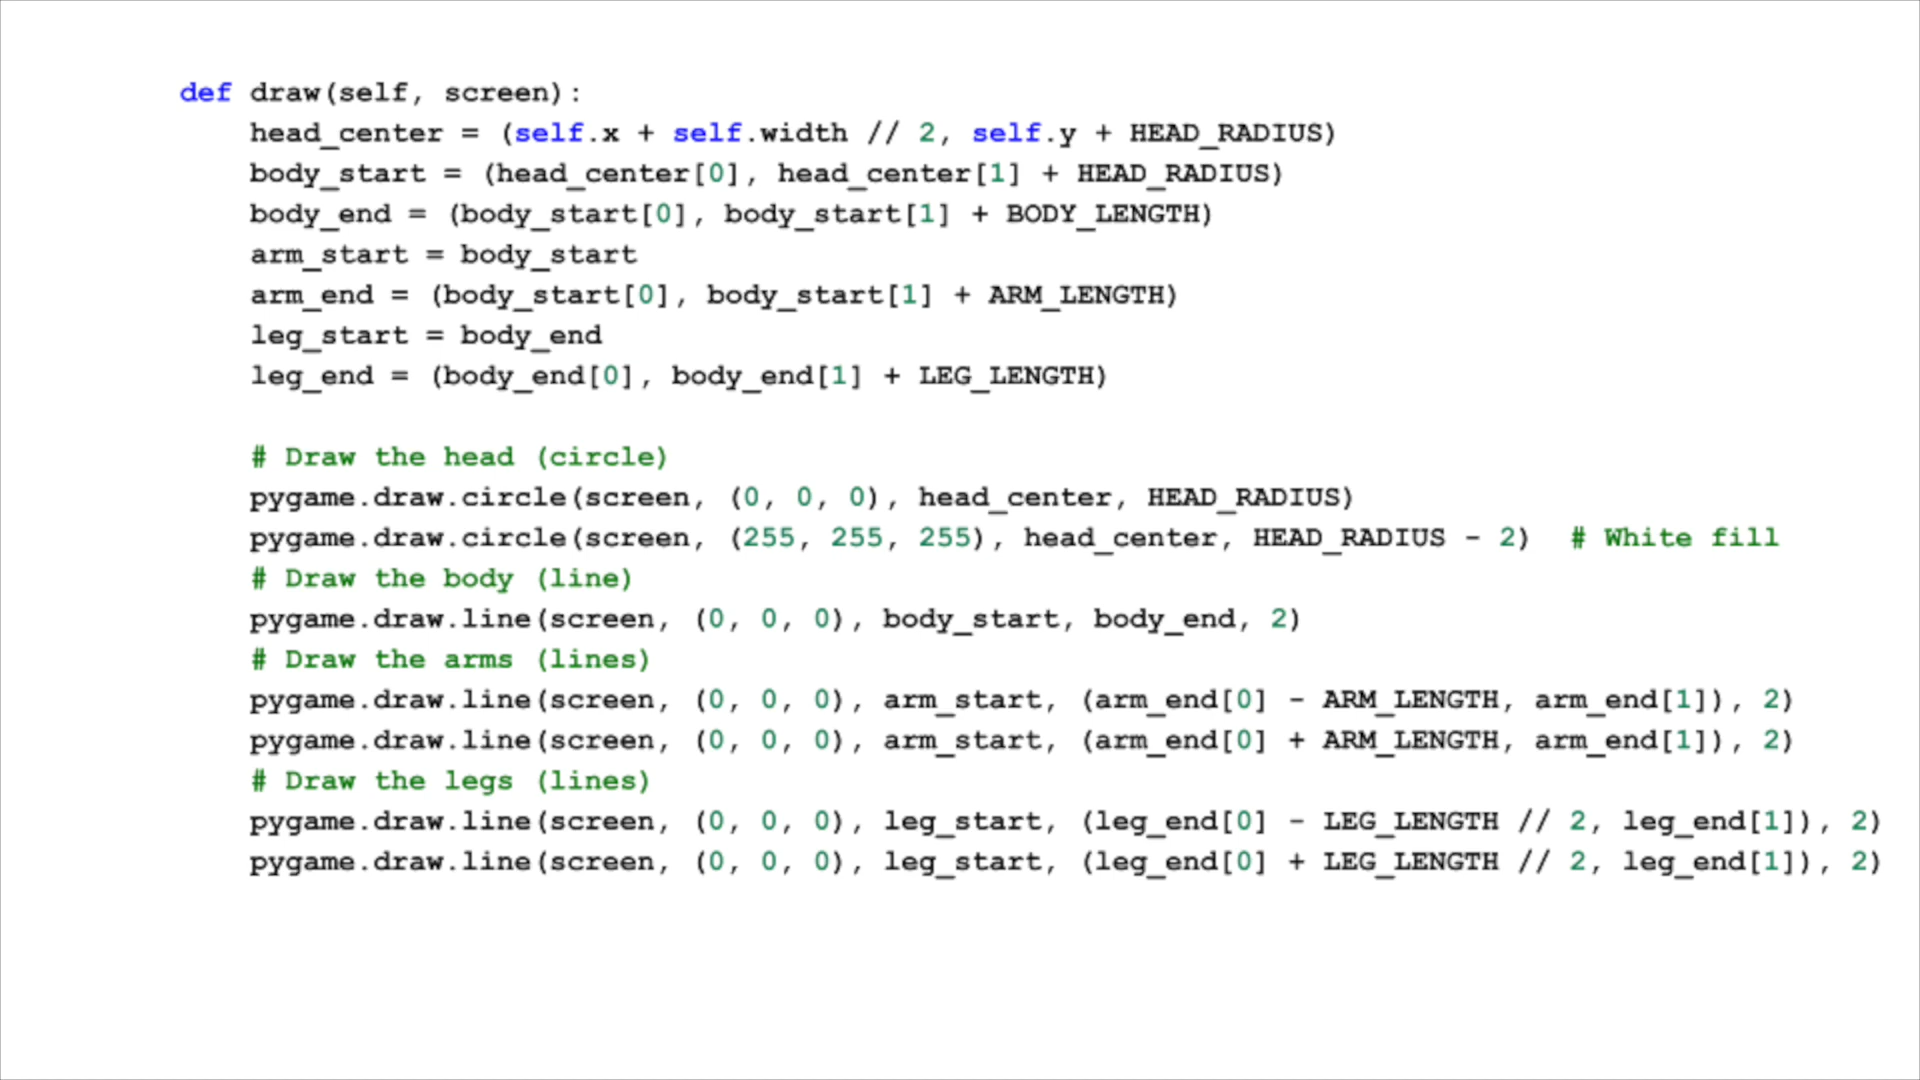 def draw(self, screen):
    head_center = (self.x + self.width // 2, self.y + HEAD_RADIUS)
    body_start = (head_center[0], head_center[1] + HEAD_RADIUS)
    body_end = (body_start[0], body_start[1] + BODY_LENGTH)
    arm_start = body_start
    arm_end = (body_start[0], body_start[1] + ARM_LENGTH)
    leg_start = body_end
    leg_end = (body_end[0], body_end[1] + LEG_LENGTH)

    # Draw the head (circle)
    pygame.draw.circle(screen, (0, 0, 0), head_center, HEAD_RADIUS)
    pygame.draw.circle(screen, (255, 255, 255), head_center, HEAD_RADIUS - 2)  # White fill
    # Draw the body (line)
    pygame.draw.line(screen, (0, 0, 0), body_start, body_end, 2)
    # Draw the arms (lines)
    pygame.draw.line(screen, (0, 0, 0), arm_start, (arm_end[0] - ARM_LENGTH, arm_end[1]), 2)
    pygame.draw.line(screen, (0, 0, 0), arm_start, (arm_end[0] + ARM_LENGTH, arm_end[1]), 2)
    # Draw the legs (lines)
    pygame.draw.line(screen, (0, 0, 0), leg_start, (leg_end[0] - LEG_LENGTH // 2, leg_end[1]), 2)
    pygame.draw.line(screen, (0, 0, 0), leg_start, (leg_end[0] + LEG_LENGTH // 2, leg_end[1]), 2)